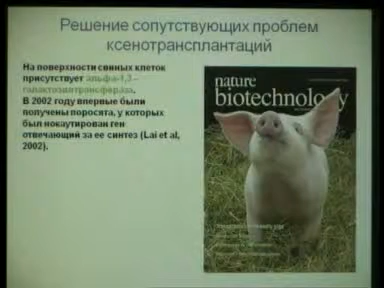 Решение сопутствующих проблем
ксенотрансплантаций
На поверхности свиных клеток
присутствует альфа-1,3 –
галактозилтрансфераза.
В 2002 году впервые были
получены поросята, у которых
был нокаутирован ген
отвечающий за ее синтез (Lai et al,
2002).
nature
biotechnology